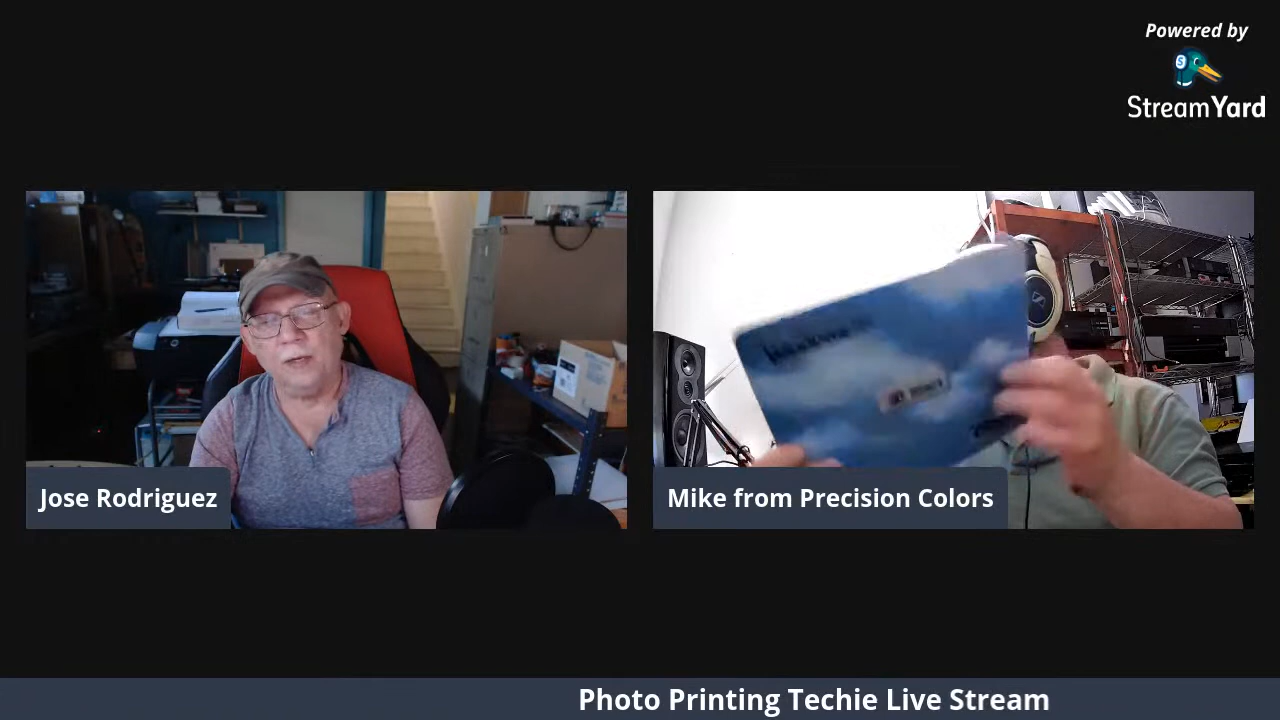 Powered by
StreamYard
Jose Rodriguez
Mike from Precision Colors
Photo Printing Techie Live Stream